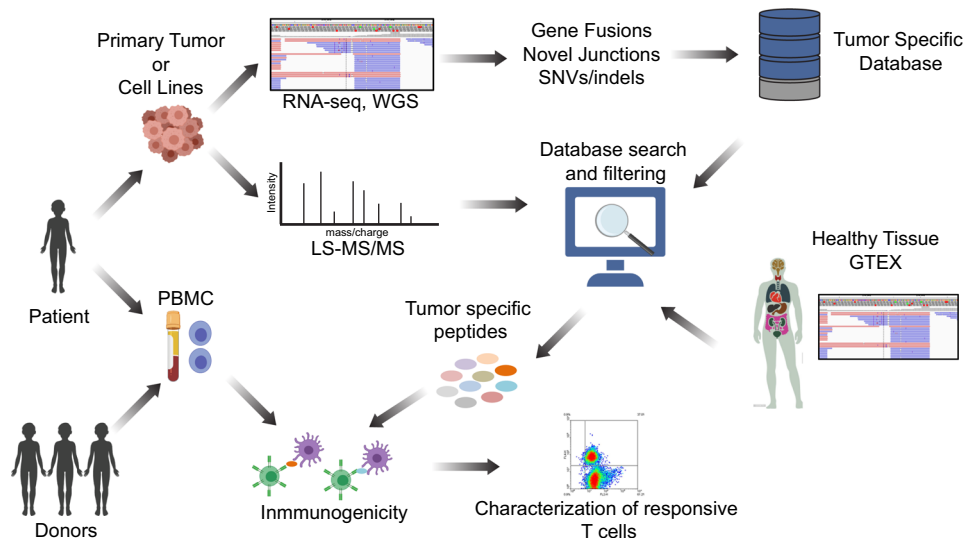 Primary Tumor
or
Cell Lines
RNA-seq, WGS
Gene Fusions
Novel Junctions
SNVs/indels
Tumor Specific
Database
Intensity
mass/charge
LS-MS/MS
Database search
and filtering
Healthy Tissue
GTEX
Patient
PBMC
Tumor specific
peptides
Donors
Inmmunogenicity
Characterization of responsive
T cells